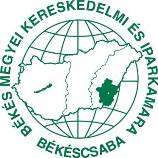 BÉKÉS MEGYEI KERESKEDELMI ÉS IPARKAMARA
BÉKÉSCSABA